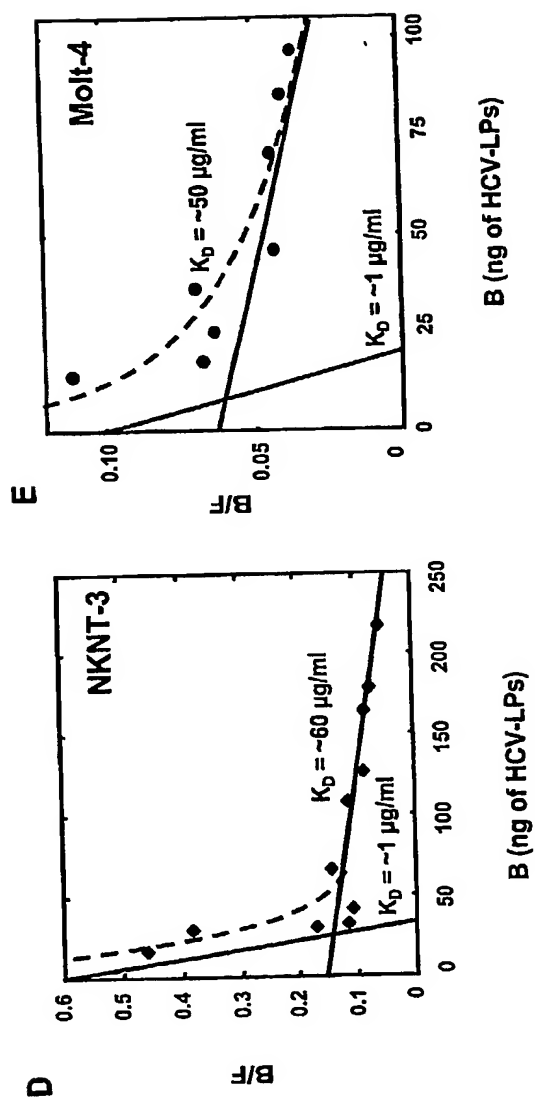 D
NKNT-3
B/F
0.6
0.5
0.4
0.3
0.2
0.1
0
K_D = ~60 µg/ml
K_D = ~1 µg/ml
0
50
100
150
200
250
B (ng of HCV-LPs)
E
Molt-4
B/F
0.10
0.05
0
K_D = ~50 µg/ml
K_D = ~1 µg/ml
0
25
50
75
100
B (ng of HCV-LPs)